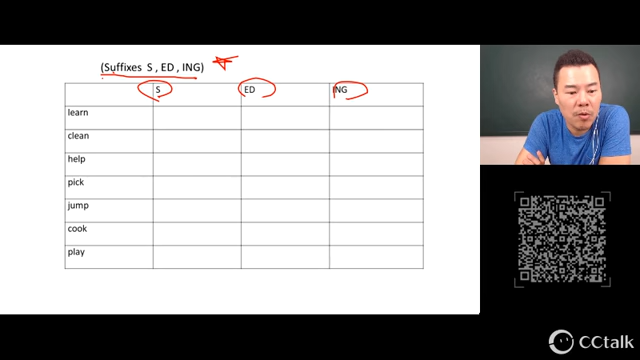 (Suffixes S , ED , ING)
S ED ING
learn
clean
help
pick
jump
cook
play
CCtalk